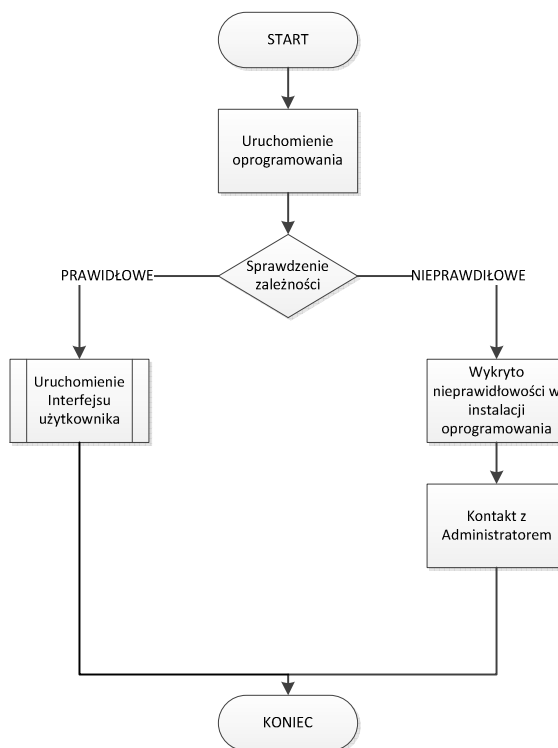 START
Uruchomienie
oprogramowania
Sprawdzenie
zależności
PRAWIDŁOWE
NIEPRAWDIŁOWE
Uruchomienie
Interfejsu
użytkownika
Wykryto
nieprawidłowości w
instalacji
oprogramowania
Kontakt z
Administratorem
KONIEC